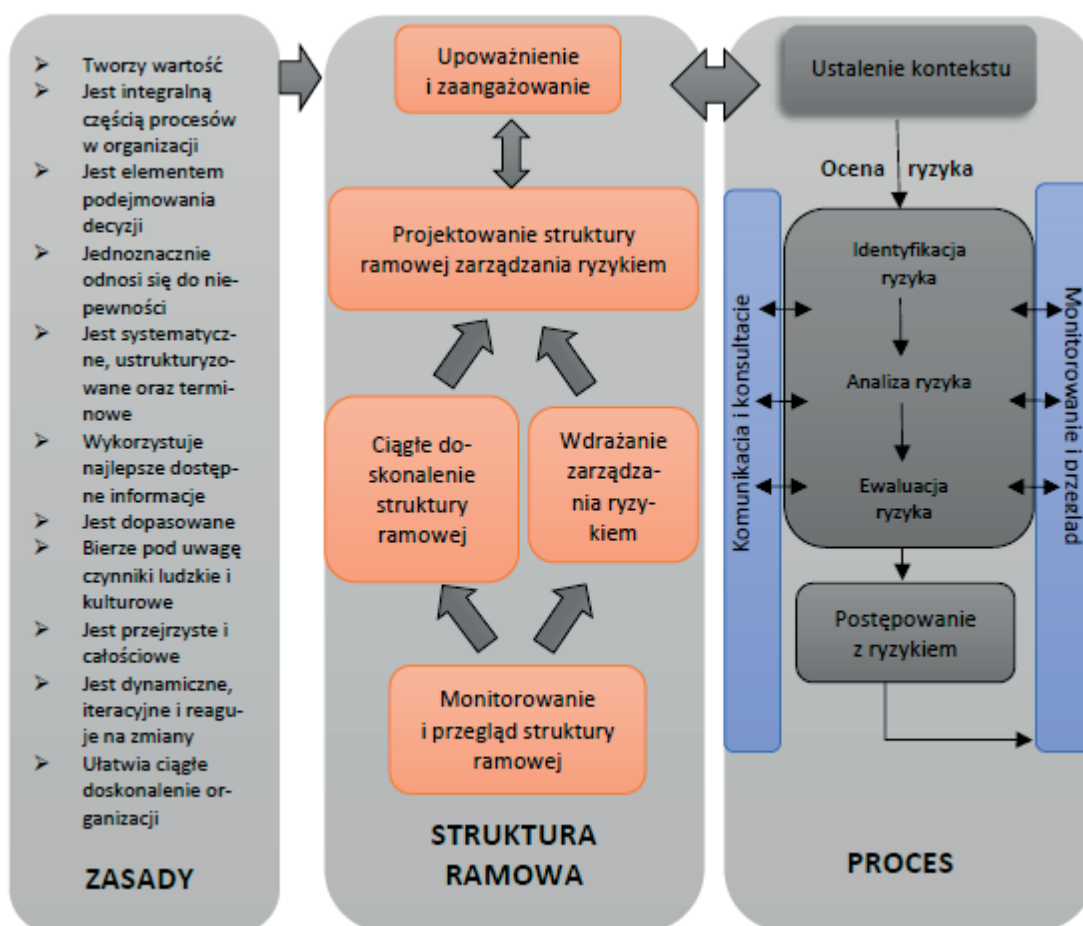 Tworzy wartość
Jest integralną
częścią procesów
w organizacji
Jest elementem
podejmowania
decyzji
Jednoznacznie
odnosi się do nie-
pewności
Jest systematycz-
ne, ustrukturyzo-
wane oraz termi-
nowe
Wykorzystuje
najlepsze dostęp-
ne informacje
Jest dopasowane
Bierze pod uwagę
czynniki ludzkie i
kulturowe
Jest przejrzyste i
całościowe
Jest dynamiczne,
iteracyjne i reagu-
je na zmiany
Ułatwia ciągłe
doskonalenie or-
ganizacji
ZASADY
Upoważnienie
i zaangażowanie
Projektowanie struktury
ramowej zarządzania ryzykiem
Ciągłe do-
skonalenie
struktury
ramowej
Wdrażanie
zarządza-
nia ryzy-
kiem
Monitorowanie
i przegląd struktury
ramowej
STRUKTURA
RAMOWA
Ustalenie kontekstu
Ocena ryzyka
Komunikacja i konsultacie
Identyfikacja
ryzyka
Analiza ryzyka
Ewaluacja
ryzyka
Monitorowanie i przeglad
Postępowanie
z ryzykiem
PROCES